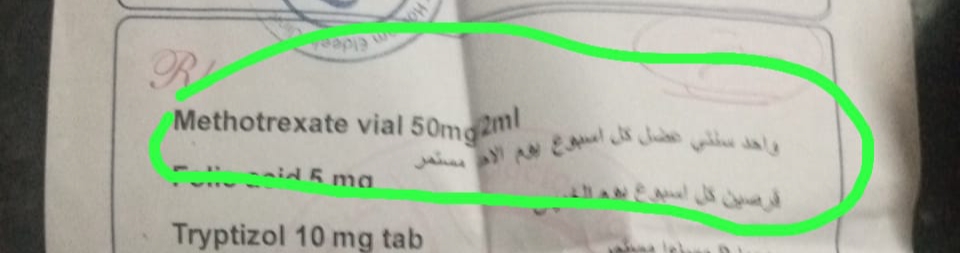 R/
Methotrexate vial 50mg 2ml
واحد سنتي عضل كل اسبوع يوم الاحد مستمر
Folic acid 5 mg
قرصين كل اسبوع يوم الخميس
Tryptizol 10 mg tab